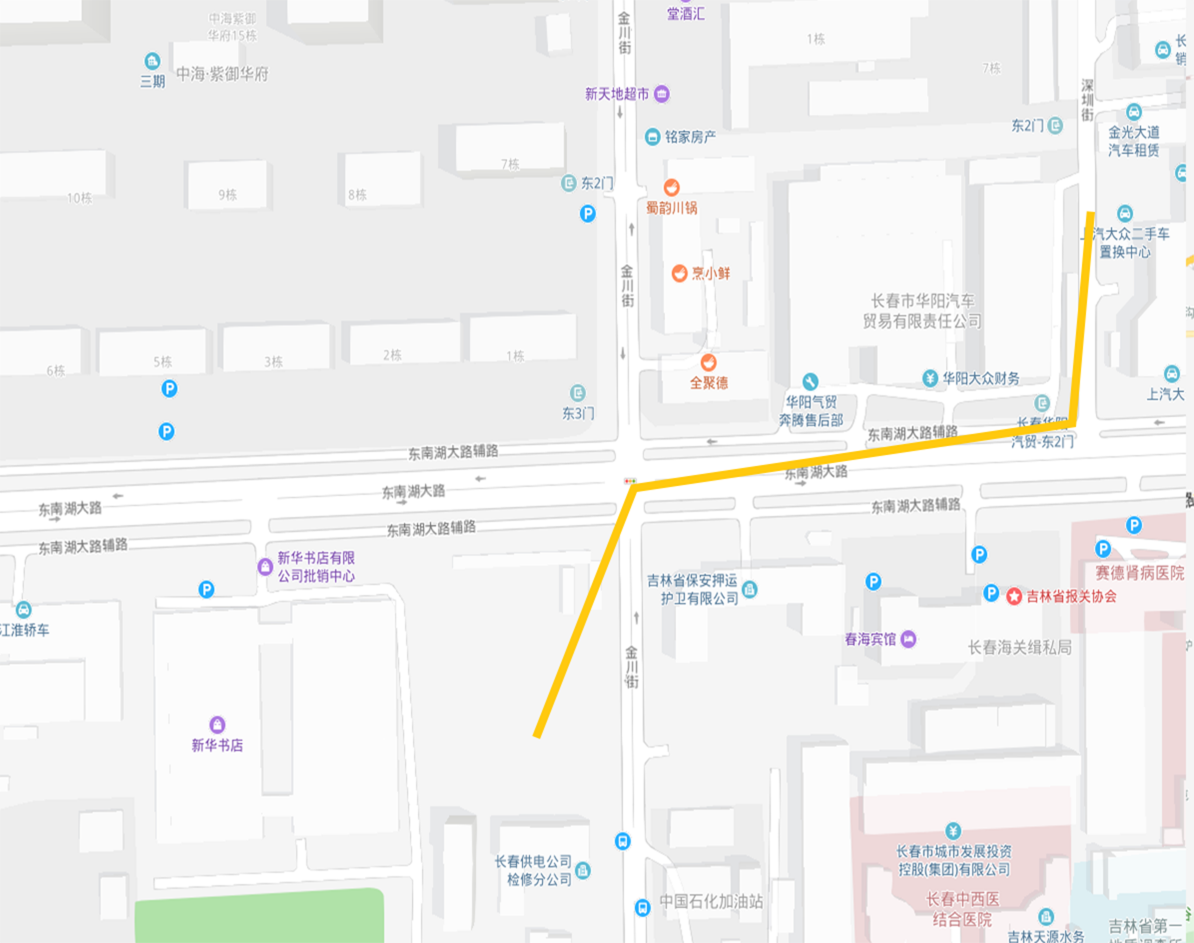 堂酒汇
中海紫御
华府15栋
金川街
1栋
长
销
三期
中海·紫御华府
7栋
新天地超市
深圳街
铭家房产
东2门
金光大道
汽车租赁
7栋
10栋
9栋
8栋
东2门
蜀韵川锅
上汽大众二手车
置换中心
烹小鲜
金川街
长春市华阳汽车
贸易有限责任公司
6栋
5栋
3栋
2栋
1栋
全聚德
华阳大众财务
上汽大
东3门
华阳气贸
奔腾售后部
长春华阳
汽贸-东2门
东南湖大路辅路
东南湖大路辅路
东南湖大路
东南湖大路
东南湖大路
东南湖大路辅路
东南湖大路辅路
东南湖大路辅路
新华书店有限
公司批销中心
吉林省保安押运
护卫有限公司
赛德肾病医院
吉林省报关协会
江淮轿车
春海宾馆
长春海关缉私局
金川街
新华书店
长春供电公司
检修分公司
长春市城市发展投资
控股(集团)有限公司
中国石化加油站
长春中西医
结合医院
吉林天源水务
吉林省第一